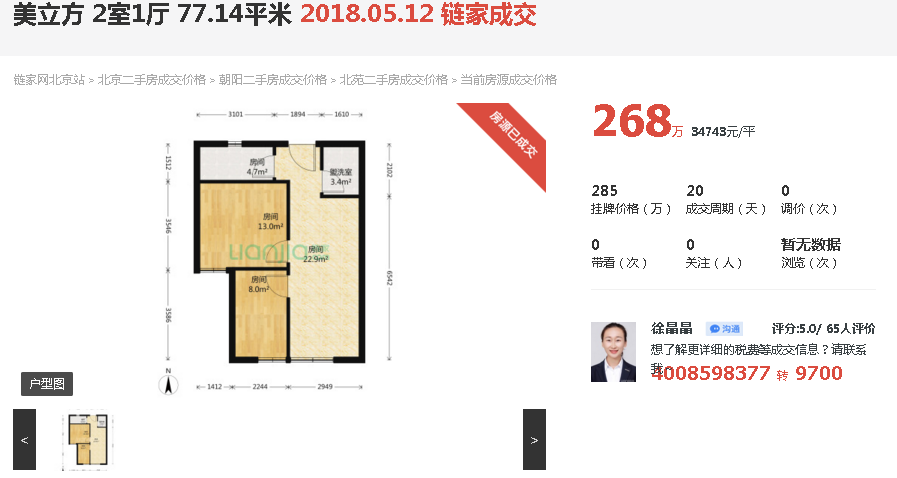 美立方 2室1厅 77.14平米 2018.05.12 链家成交
链家网北京站 > 北京二手房成交价格 > 朝阳二手房成交价格 > 北苑二手房成交价格 > 当前房源成交价格
房源已成交
3101 1894 1610
1512
3546
3586
2102
6542
房间
4.7m²
盥洗室
3.4m²
房间
13.0m²
LIANJIA
房间
22.9m²
房间
8.0m²
N
1412 2244 2949
户型图
<
>
268万 34743元/平
285 20 0
挂牌价格（万） 成交周期（天） 调价（次）
0 0 暂无数据
带看（次） 关注（人） 浏览（次）
徐晶晶 沟通 评分:5.0/ 65人评价
想了解更详细的税费等成交信息？请联系
我。
4008598377 转 9700